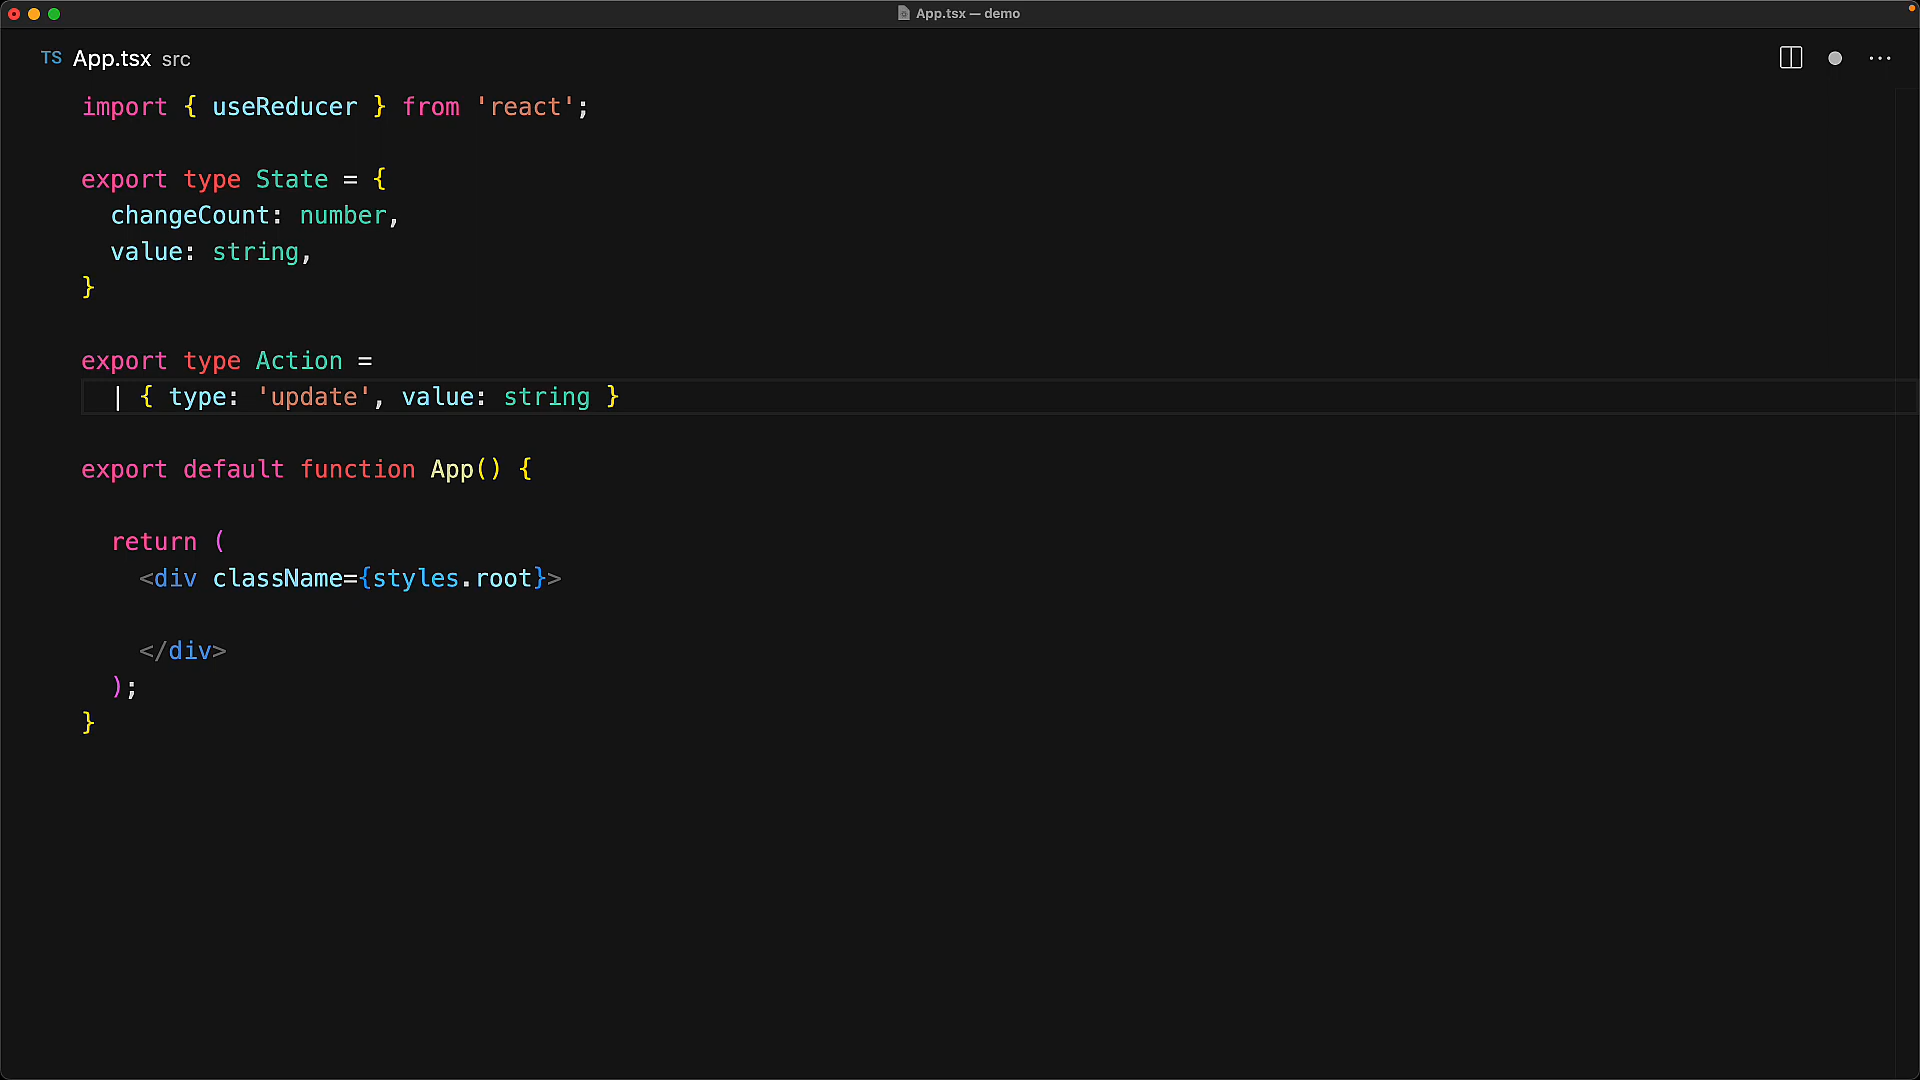 App.tsx — demo
TS App.tsx src
import { useReducer } from 'react';
export type State = {
changeCount: number,
value: string,
}
export type Action =
| { type: 'update', value: string }
export default function App() {
return (
<div className={styles.root}>
</div>
);
}